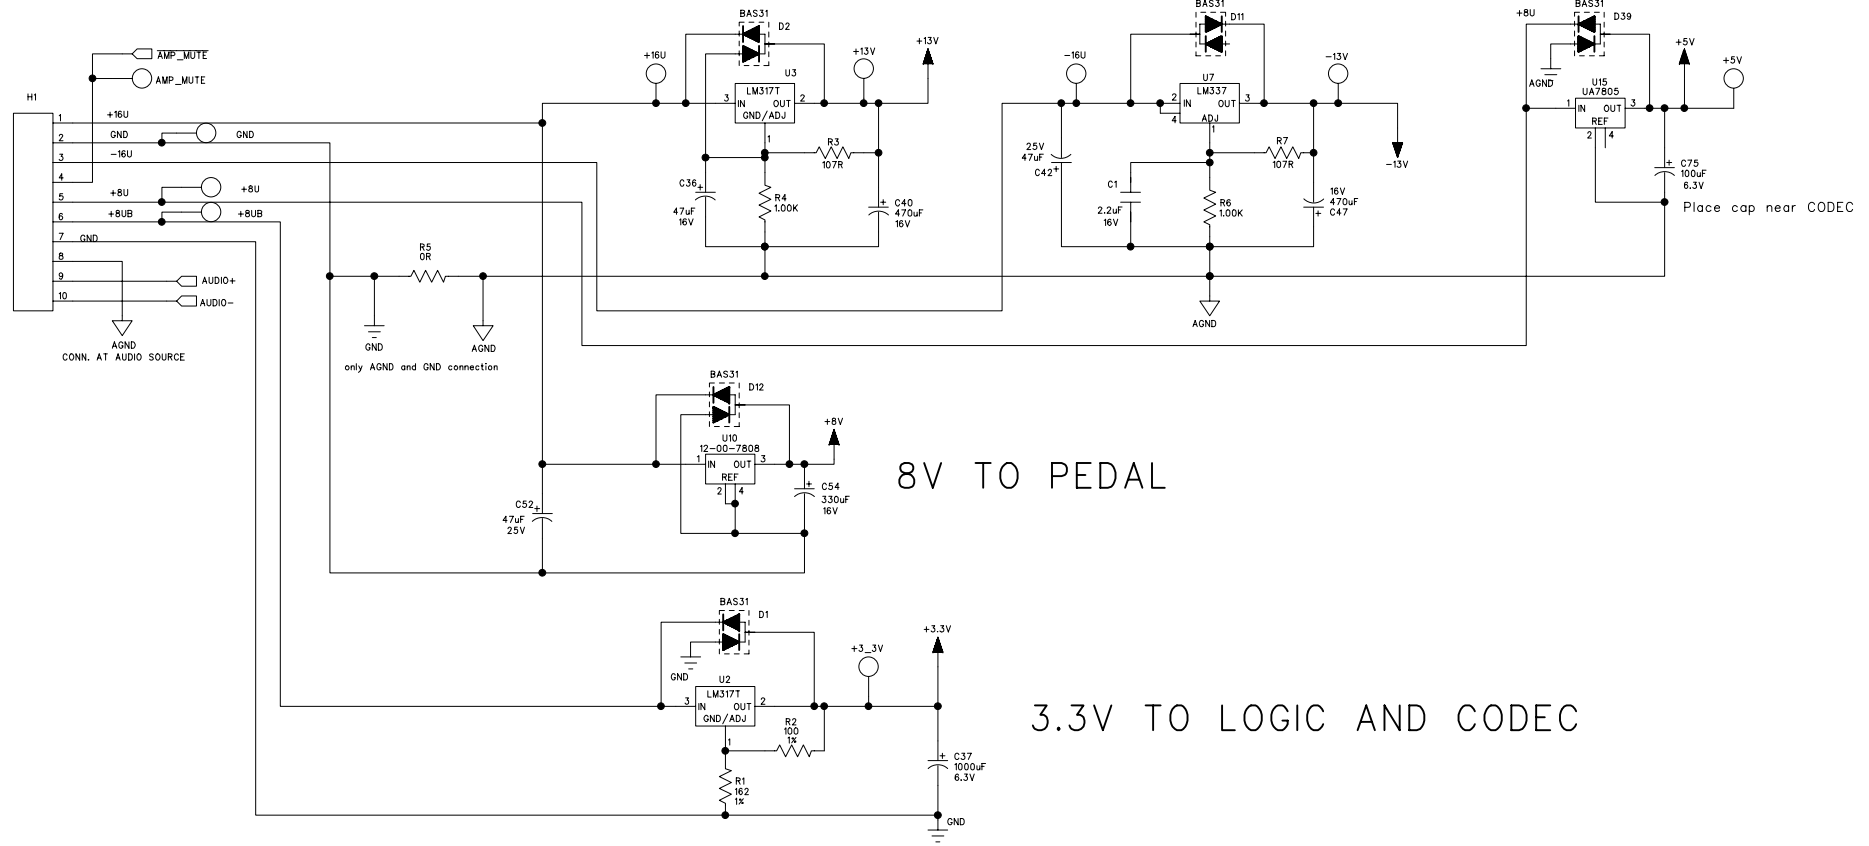 H1
AMP_MUTE
AMP_MUTE
1
+16U
2
GND
GND
3
-16U
4
5
+8U
+8U
6
+8UB
+8UB
7
GND
8
9
AUDIO+
10
AUDIO-
AGND
CONN. AT AUDIO SOURCE
R5
0R
GND
AGND
only AGND and GND connection
BAS31
D2
+16U
+13V
+13V
U3
LM317T
3
IN
OUT
2
GND/ADJ
1
R3
107R
C36
+
47uF
16V
R4
1.00K
+
C40
470uF
16V
BAS31
D11
-16U
-13V
U7
LM337
2
IN
OUT
3
4
ADJ
1
R7
107R
25V
47uF
C42
+
C1
2.2uF
16V
R6
1.00K
16V
470uF
+
C47
-13V
AGND
BAS31
+8U
D39
AGND
+5V
+5V
U15
UA7805
1
IN
OUT
3
REF
2
4
+
C75
100uF
6.3V
Place cap near CODEC
BAS31
D12
+8V
U10
12-00-7808
1
IN
OUT
3
REF
2
4
C52
+
47uF
25V
+
C54
330uF
16V
8V TO PEDAL
BAS31
D1
GND
+3_3V
+3.3V
U2
LM317T
3
IN
OUT
2
GND/ADJ
1
R2
100
1%
R1
162
1%
+
C37
1000uF
6.3V
GND
3.3V TO LOGIC AND CODEC